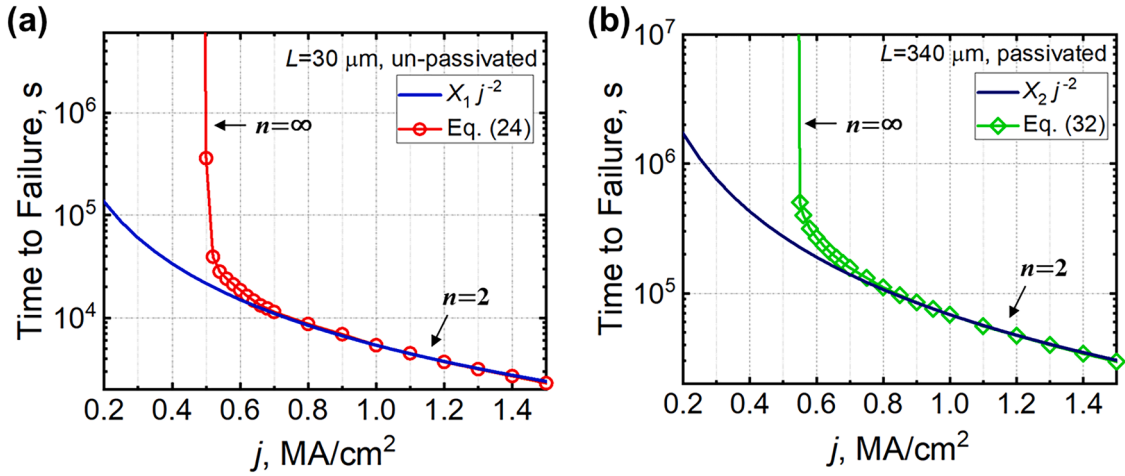 (a)
Time to Failure, s
10^6
10^5
10^4
L=30 μm, un-passivated
X_1 j^-2
Eq. (24)
n=∞
n=2
0.2 0.4 0.6 0.8 1.0 1.2 1.4
j, MA/cm^2
(b)
Time to Failure, s
10^7
10^6
10^5
L=340 μm, passivated
X_2 j^-2
Eq. (32)
n=∞
n=2
0.2 0.4 0.6 0.8 1.0 1.2 1.4
j, MA/cm^2